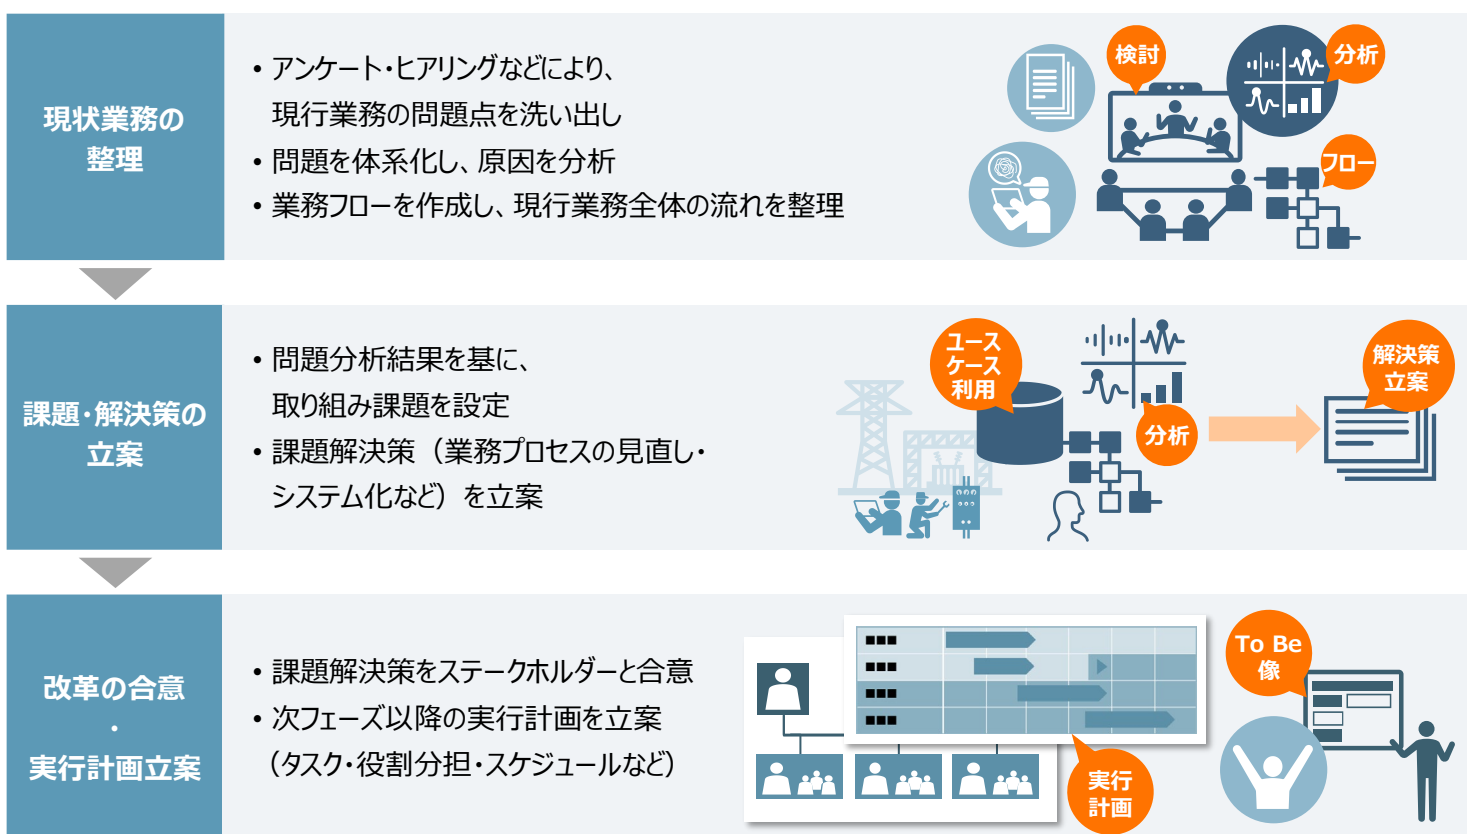 現状業務の
整理
• アンケート・ヒアリングなどにより、
現行業務の問題点を洗い出し
• 問題を体系化し、原因を分析
• 業務フローを作成し、現行業務全体の流れを整理
検討
分析
フロー
課題・解決策の
立案
• 問題分析結果を基に、
取り組み課題を設定
• 課題解決策（業務プロセスの見直し・
システム化など）を立案
ユース
ケース
利用
分析
解決策
立案
改革の合意
・
実行計画立案
• 課題解決策をステークホルダーと合意
• 次フェーズ以降の実行計画を立案
（タスク・役割分担・スケジュールなど）
■■■
■■■
■■■
■■■
実行
計画
To Be
像